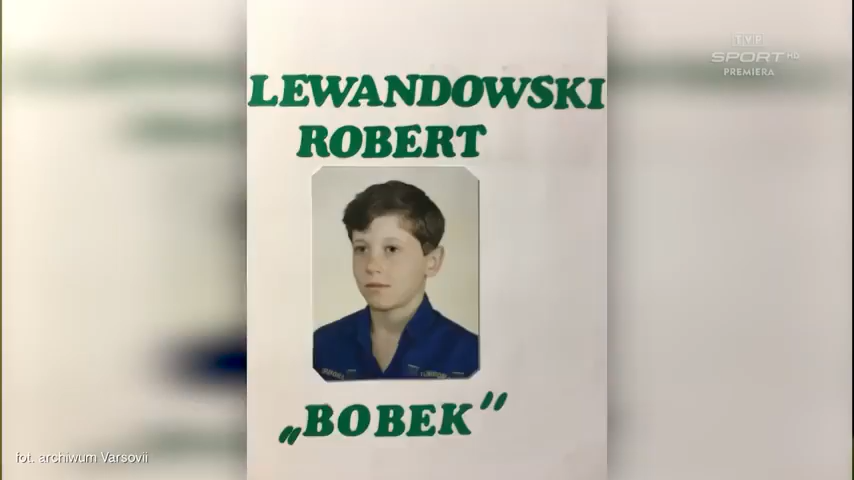 TVP
SPORT HD
PREMIERA
LEWANDOWSKI
ROBERT
„BOBEK”
fot. archiwum Varsovii